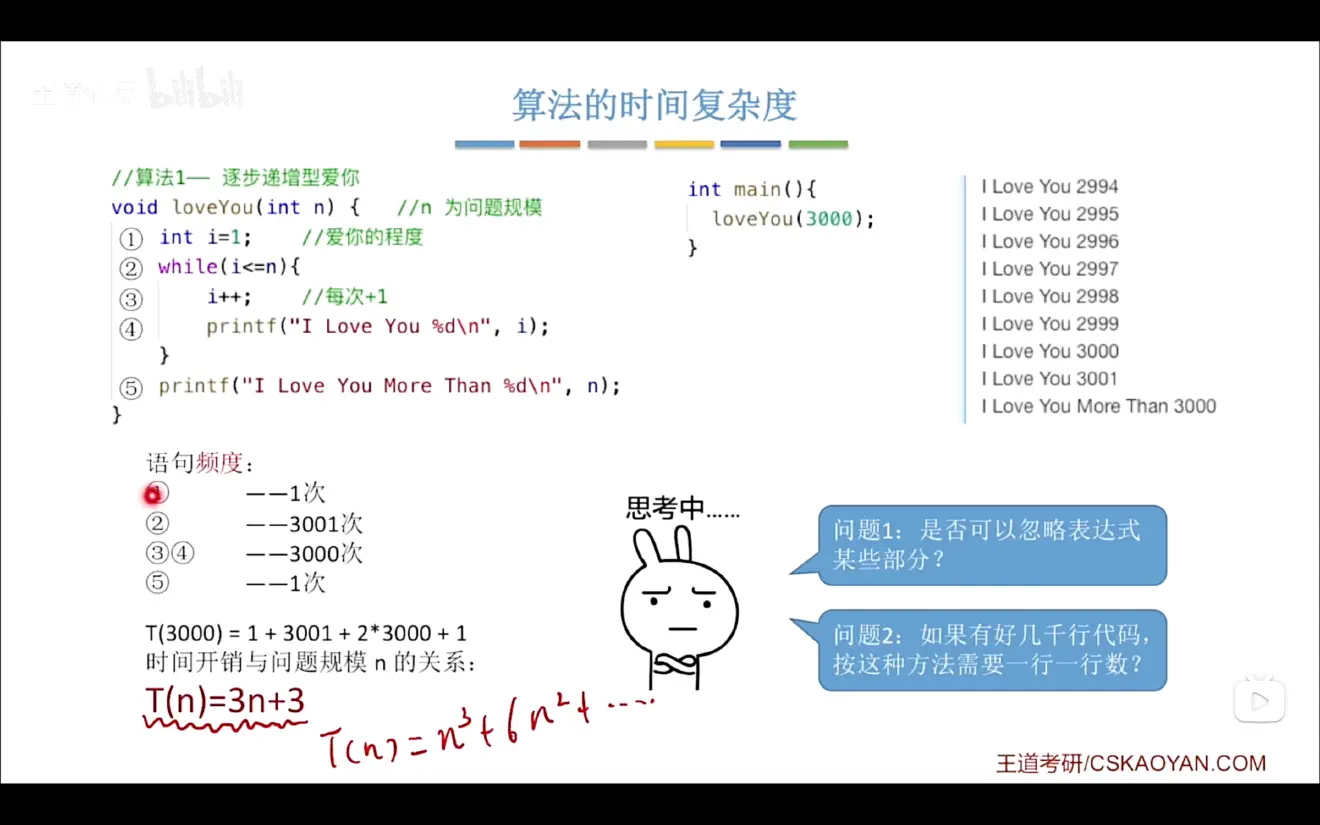 算法的时间复杂度
//算法1—— 逐步递增型爱你
void loveYou(int n) { //n 为问题规模
① int i=1; //爱你的程度
② while(i<=n){
③ i++; //每次+1
④ printf("I Love You %d\n", i);
}
⑤ printf("I Love You More Than %d\n", n);
}
int main(){
loveYou(3000);
}
I Love You 2994
I Love You 2995
I Love You 2996
I Love You 2997
I Love You 2998
I Love You 2999
I Love You 3000
I Love You 3001
I Love You More Than 3000
语句频度:
① ——1次
② ——3001次
③④ ——3000次
⑤ ——1次
T(3000) = 1 + 3001 + 2*3000 + 1
时间开销与问题规模 n 的关系:
T(n)=3n+3
T(n)=n³+6n²+……
思考中……
问题1：是否可以忽略表达式
某些部分？
问题2：如果有好几千行代码，
按这种方法需要一行一行数？
王道考研/CSKAOYAN.COM
bilibili